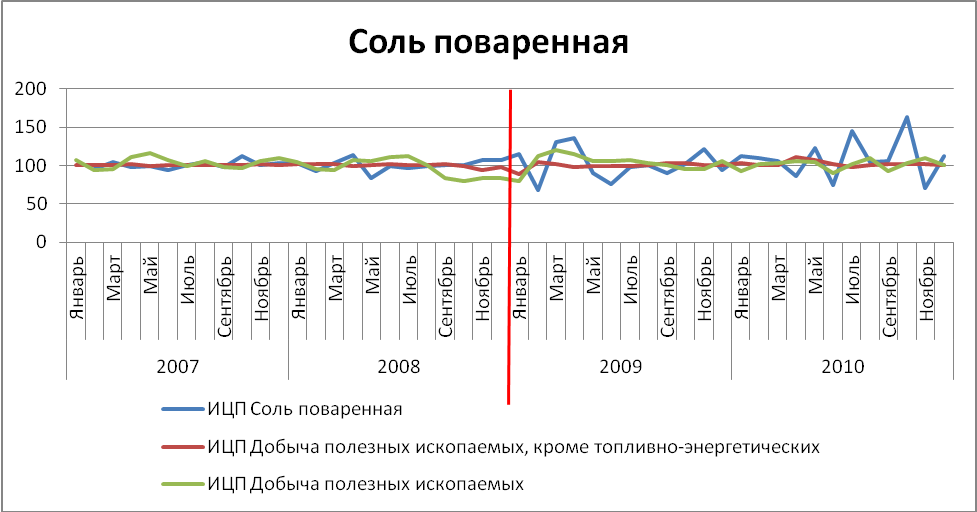 Соль поваренная
200
150
100
50
0
Январь Март Май Июль Сентябрь Ноябрь Январь Март Май Июль Сентябрь Ноябрь Январь Март Май Июль Сентябрь Ноябрь Январь Март Май Июль Сентябрь Ноябрь
2007 2008 2009 2010
ИЦП Соль поваренная
ИЦП Добыча полезных ископаемых, кроме топливно-энергетических
ИЦП Добыча полезных ископаемых